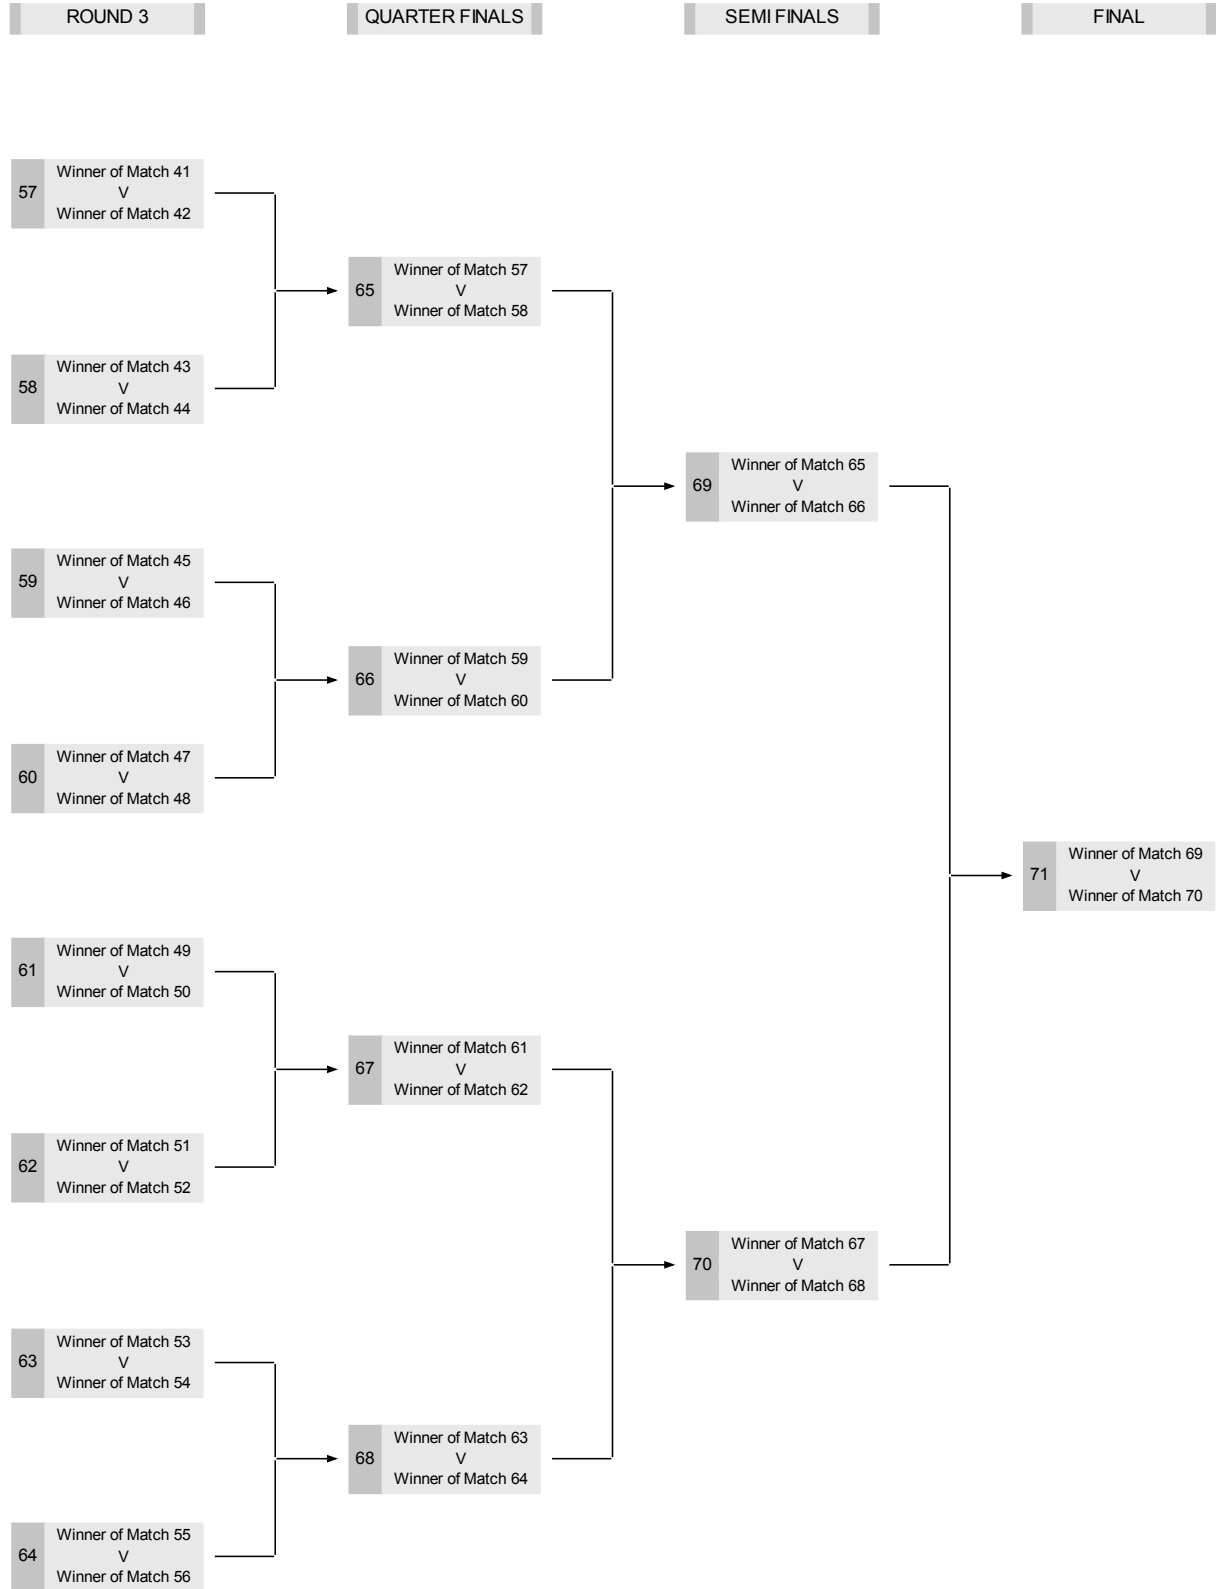 ROUND 3
QUARTER FINALS
SEMI FINALS
FINAL
57
Winner of Match 41
V
Winner of Match 42
58
Winner of Match 43
V
Winner of Match 44
59
Winner of Match 45
V
Winner of Match 46
60
Winner of Match 47
V
Winner of Match 48
61
Winner of Match 49
V
Winner of Match 50
62
Winner of Match 51
V
Winner of Match 52
63
Winner of Match 53
V
Winner of Match 54
64
Winner of Match 55
V
Winner of Match 56
65
Winner of Match 57
V
Winner of Match 58
66
Winner of Match 59
V
Winner of Match 60
67
Winner of Match 61
V
Winner of Match 62
68
Winner of Match 63
V
Winner of Match 64
69
Winner of Match 65
V
Winner of Match 66
70
Winner of Match 67
V
Winner of Match 68
71
Winner of Match 69
V
Winner of Match 70